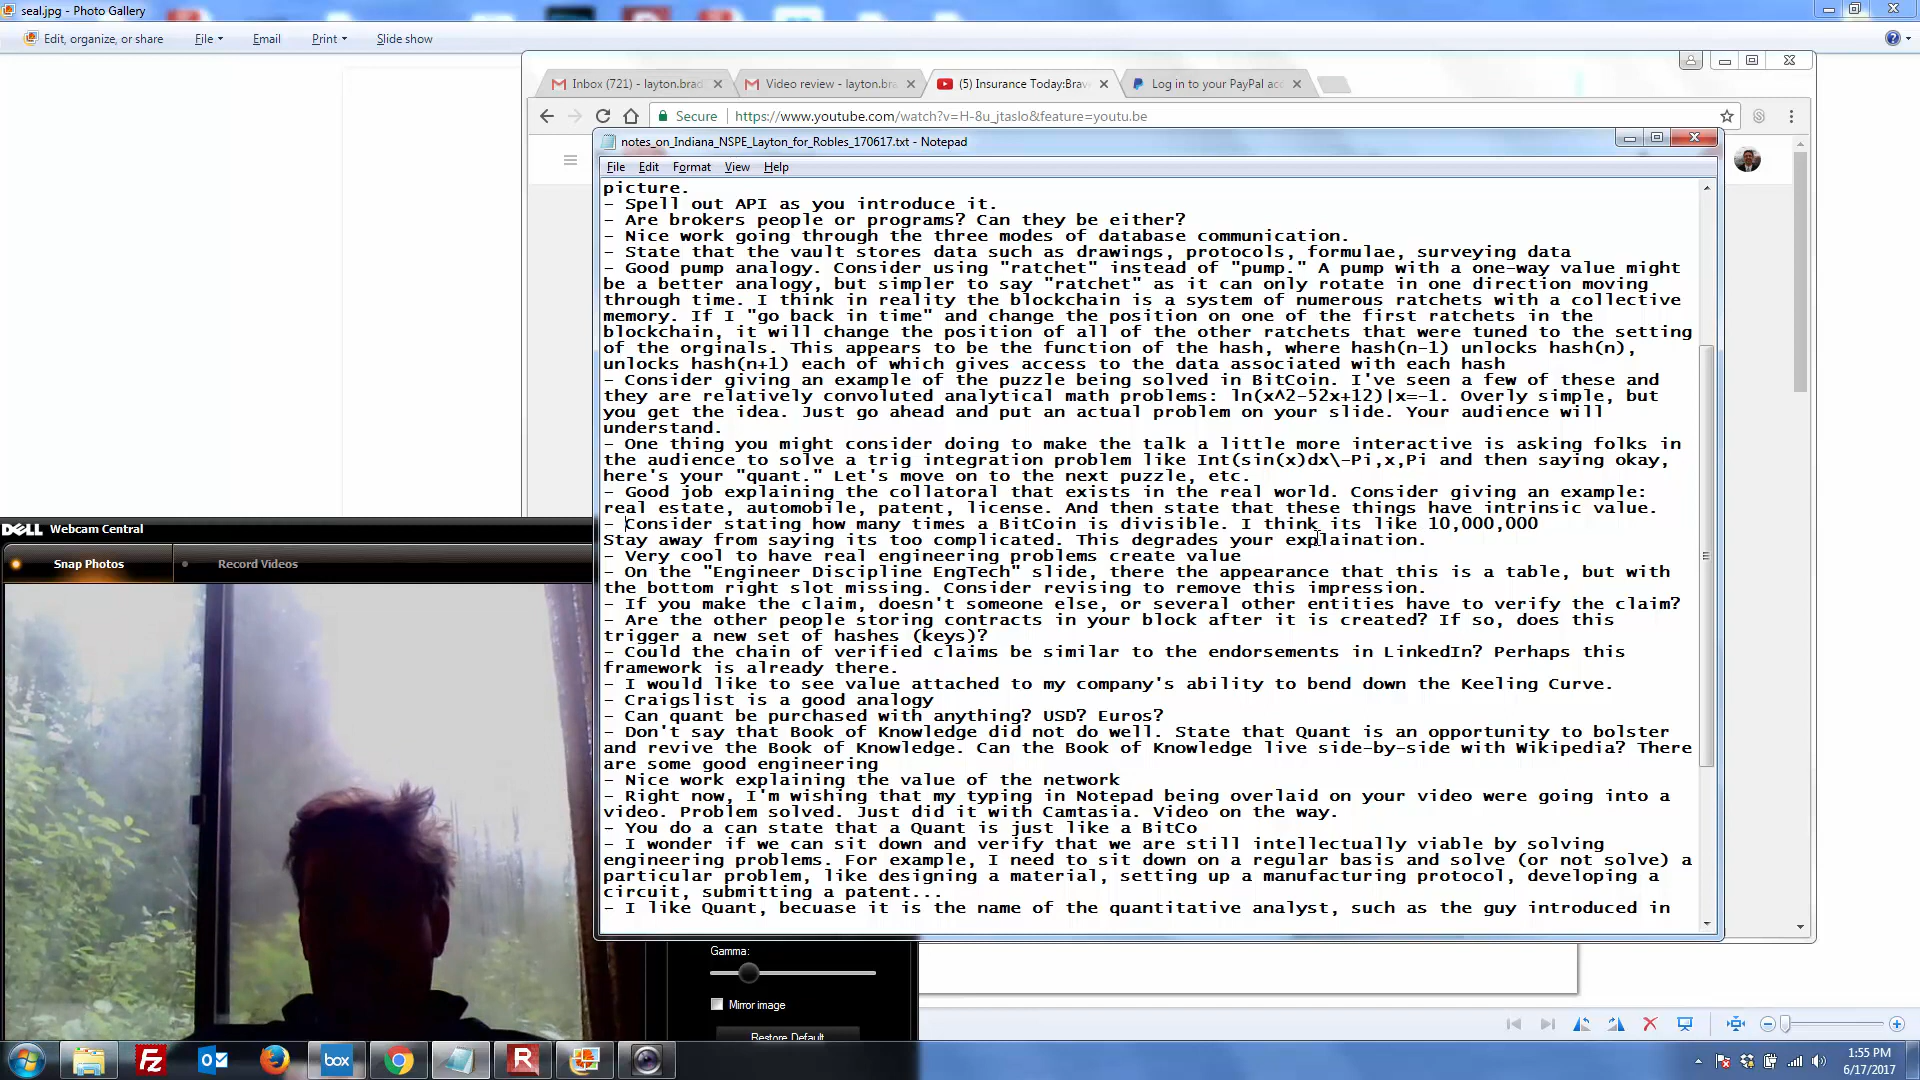 seal.jpg - Photo Gallery
Edit, organize, or share File Email Print Slide show
Inbox (721) - layton.brad
Video review - layton.bra
(5) Insurance Today:Brave
Log in to your PayPal acc
Secure https://www.youtube.com/watch?v=H-8u_jtaslo&feature=youtu.be
notes_on_Indiana_NSPE_Layton_for_Robles_170617.txt - Notepad
File Edit Format View Help
picture.
- Spell out API as you introduce it.
- Are brokers people or programs? Can they be either?
- Nice work going through the three modes of database communication.
- State that the vault stores data such as drawings, protocols, formulae, surveying data
- Good pump analogy. Consider using "ratchet" instead of "pump." A pump with a one-way value might
be a better analogy, but simpler to say "ratchet" as it can only rotate in one direction moving
through time. I think in reality the blockchain is a system of numerous ratchets with a collective
memory. If I "go back in time" and change the position on one of the first ratchets in the
blockchain, it will change the position of all of the other ratchets that were tuned to the setting
of the orginals. This appears to be the function of the hash, where hash(n-1) unlocks hash(n),
unlocks hash(n+1) each of which gives access to the data associated with each hash
- Consider giving an example of the puzzle being solved in BitCoin. I've seen a few of these and
they are relatively convoluted analytical math problems: ln(x^2-52x+12)|x=-1. Overly simple, but
you get the idea. Just go ahead and put an actual problem on your slide. Your audience will
understand.
- One thing you might consider doing to make the talk a little more interactive is asking folks in
the audience to solve a trig integration problem like Int(sin(x)dx\-Pi,x,Pi and then saying okay,
here's your "quant." Let's move on to the next puzzle, etc.
- Good job explaining the collatoral that exists in the real world. Consider giving an example:
real estate, automobile, patent, license. And then state that these things have intrinsic value.
- Consider stating how many times a BitCoin is divisible. I think its like 10,000,000
Stay away from saying its too complicated. This degrades your explaination.
- Very cool to have real engineering problems create value
- On the "Engineer Discipline EngTech" slide, there the appearance that this is a table, but with
the bottom right slot missing. Consider revising to remove this impression.
- If you make the claim, doesn't someone else, or several other entities have to verify the claim?
- Are the other people storing contracts in your block after it is created? If so, does this
trigger a new set of hashes (keys)?
- Could the chain of verified claims be similar to the endorsements in LinkedIn? Perhaps this
framework is already there.
- I would like to see value attached to my company's ability to bend down the Keeling Curve.
- Craigslist is a good analogy
- Can quant be purchased with anything? USD? Euros?
- Don't say that Book of Knowledge did not do well. State that Quant is an opportunity to bolster
and revive the Book of Knowledge. Can the Book of Knowledge live side-by-side with Wikipedia? There
are some good engineering
- Nice work explaining the value of the network
- Right now, I'm wishing that my typing in Notepad being overlaid on your video were going into a
video. Problem solved. Just did it with Camtasia. Video on the way.
- You do a can state that a Quant is just like a BitCo
- I wonder if we can sit down and verify that we are still intellectually viable by solving
engineering problems. For example, I need to sit down on a regular basis and solve (or not solve) a
particular problem, like designing a material, setting up a manufacturing protocol, developing a
circuit, submitting a patent...
- I like Quant, becuase it is the name of the quantitative analyst, such as the guy introduced in
DELL Webcam Central
Snap Photos Record Videos
Gamma:
Mirror image
Restore Default
box
1:55 PM
6/17/2017